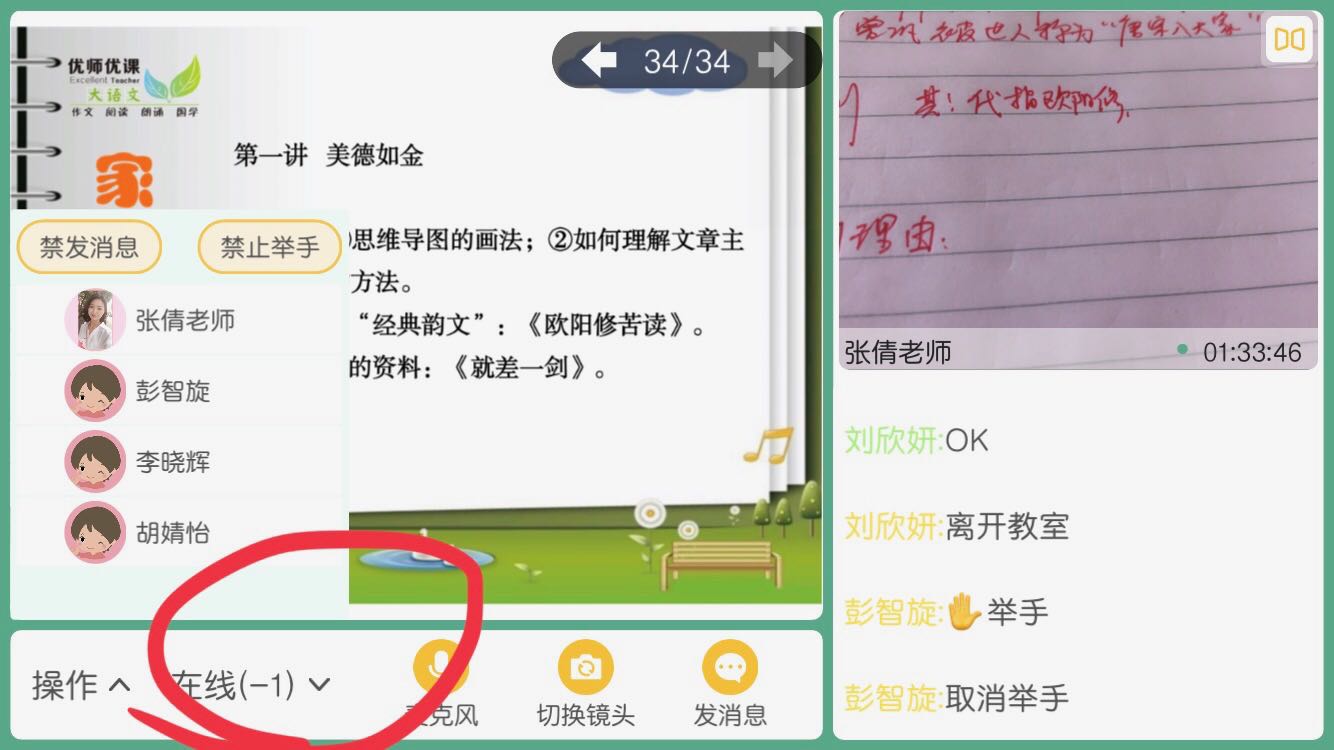 优师优课
Excellent Teacher
大语文
作文 阅读 朗诵 国学
家
34/34
第一讲 美德如金
思维导图的画法；②如何理解文章主
方法。
“经典韵文”：《欧阳修苦读》。
的资料：《就差一剑》。
禁发消息 禁止举手
张倩老师
彭智旋
李晓辉
胡婧怡
操作 在线(-1)
麦克风 切换镜头 发消息
被世人称为“唐宋八大家”
其：代指欧阳修，
理由：
张倩老师 01:33:46
刘欣妍:OK
刘欣妍:离开教室
彭智旋:✋举手
彭智旋:取消举手